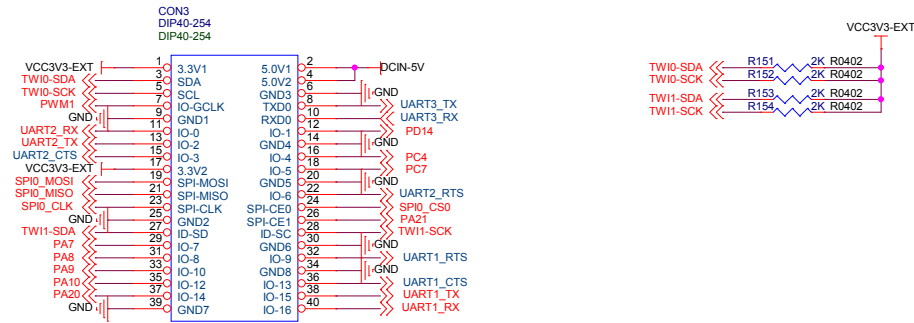 CON3
DIP40-254
DIP40-254
VCC3V3-EXT
VCC3V3-EXT 1 3.3V1 5.0V1 2 DCIN-5V
TWI0-SDA 3 SDA 5.0V2 4
TWI0-SCK 5 SCL GND3 6 GND
PWM1 7 IO-GCLK TXD0 8 UART3_TX
GND 9 GND1 RXD0 10 UART3_RX
UART2_RX 11 IO-0 IO-1 12 PD14
UART2_TX 13 IO-2 GND4 14 GND
UART2_CTS 15 IO-3 IO-4 16 PC4
VCC3V3-EXT 17 3.3V2 IO-5 18 PC7
SPI0_MOSI 19 SPI-MOSI GND5 20 GND
SPI0_MISO 21 SPI-MISO IO-6 22 UART2_RTS
SPI0_CLK 23 SPI-CLK SPI-CE0 24 SPI0_CS0
GND 25 GND2 SPI-CE1 26 PA21
TWI1-SDA 27 ID-SD ID-SC 28 TWI1-SCK
PA7 29 IO-7 GND6 30 GND
PA8 31 IO-8 IO-9 32 UART1_RTS
PA9 33 IO-10 GND8 34 GND
PA10 35 IO-12 IO-13 36 UART1_CTS
PA20 37 IO-14 IO-15 38 UART1_TX
GND 39 GND7 IO-16 40 UART1_RX
TWI0-SDA R151 2K R0402
TWI0-SCK R152 2K R0402
TWI1-SDA R153 2K R0402
TWI1-SCK R154 2K R0402